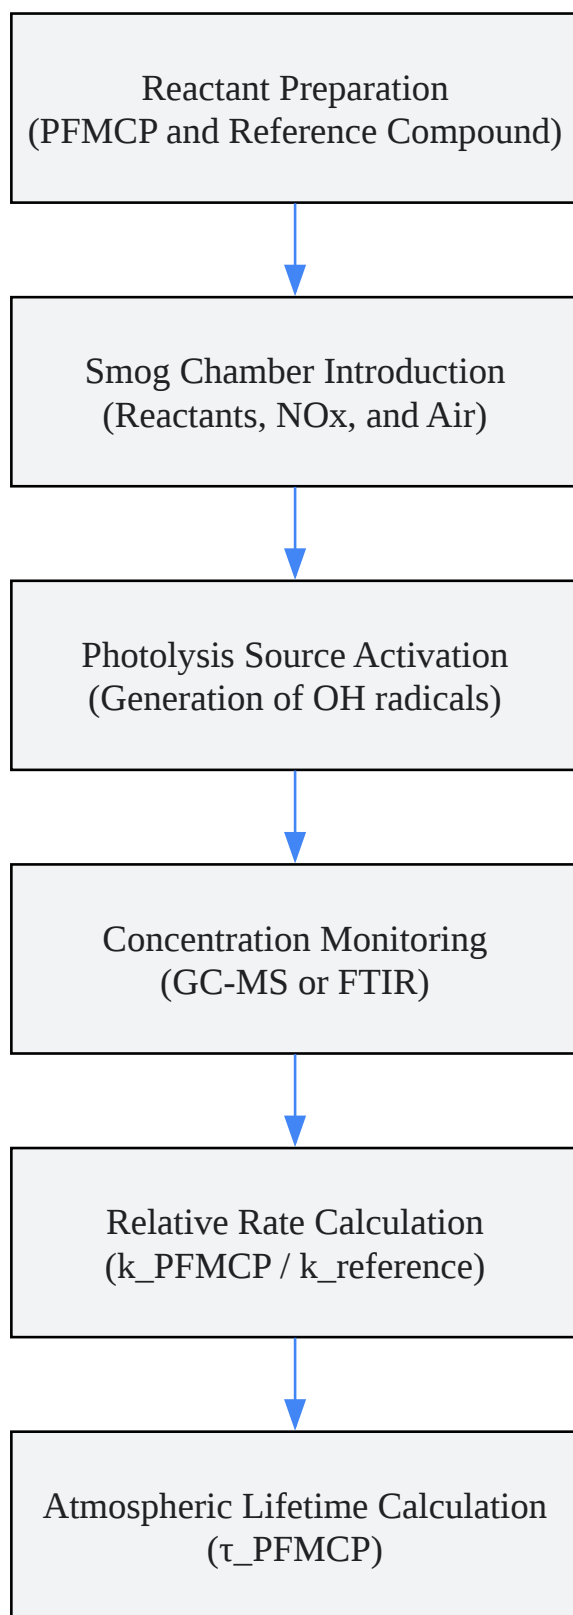 Reactant Preparation
(PFMCP and Reference Compound)
Smog Chamber Introduction
(Reactants, NOx, and Air)
Photolysis Source Activation
(Generation of OH radicals)
Concentration Monitoring
(GC-MS or FTIR)
Relative Rate Calculation
(k_PFMCP / k_reference)
Atmospheric Lifetime Calculation
(τ_PFMCP)